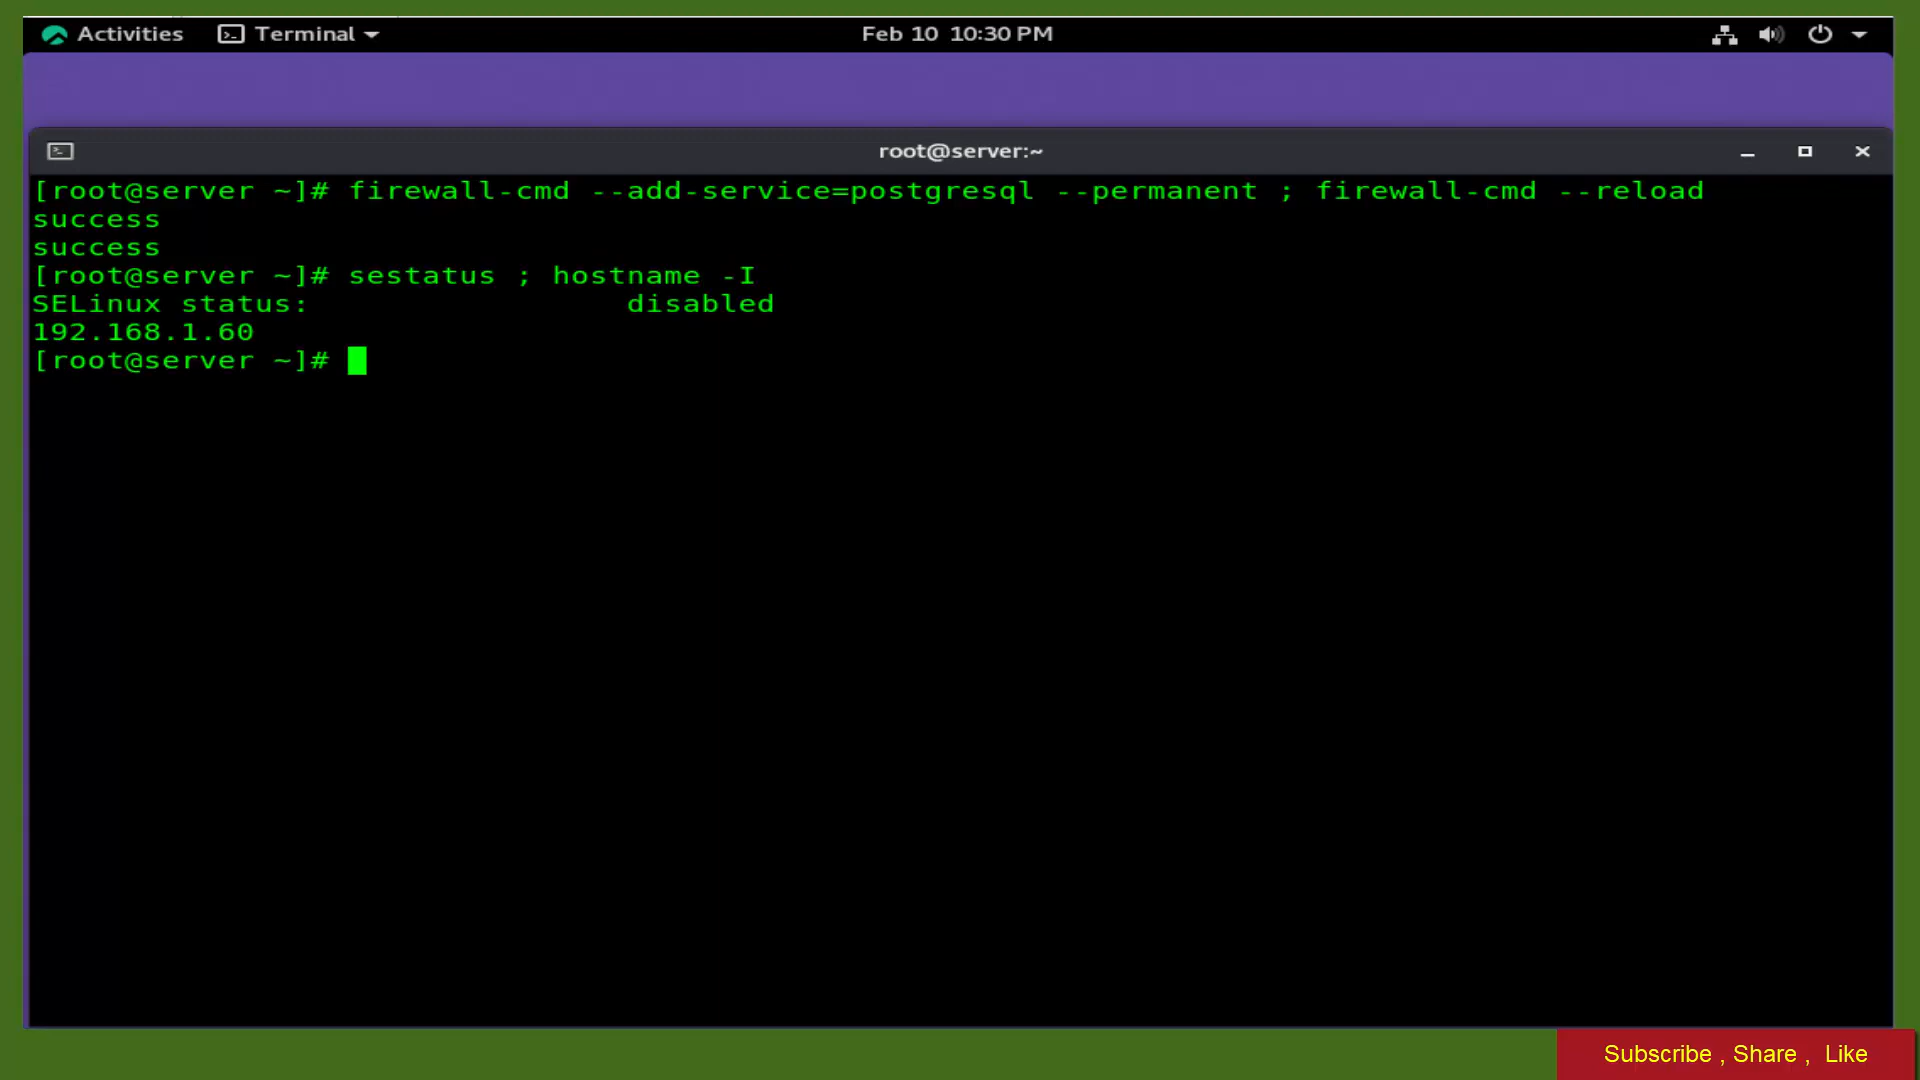 Activities Terminal Feb 10 10:30 PM
root@server:~
[root@server ~]# firewall-cmd --add-service=postgresql --permanent ; firewall-cmd --reload
success
success
[root@server ~]# sestatus ; hostname -I
SELinux status:                 disabled
192.168.1.60
[root@server ~]#
Subscribe , Share ,  Like